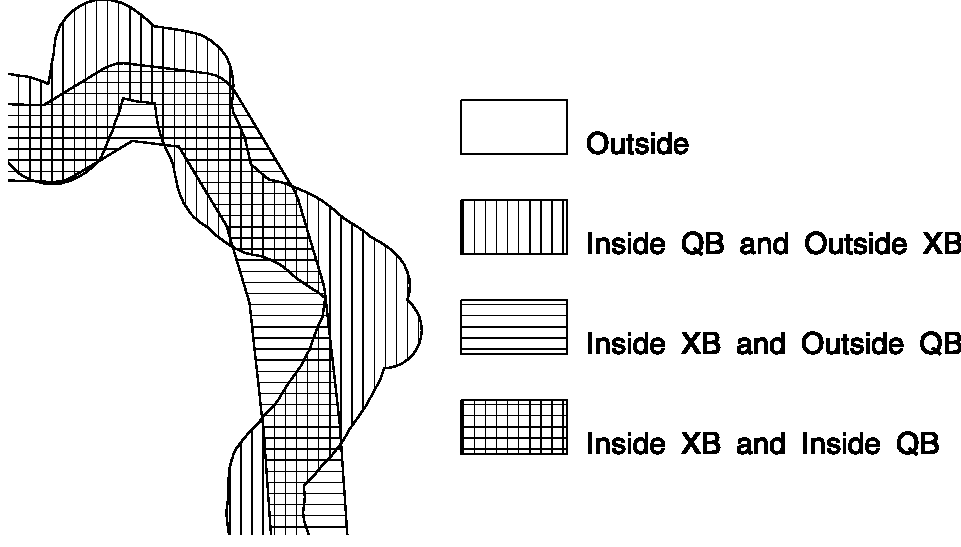 Outside
Inside QB and Outside XB
Inside XB and Outside QB
Inside XB and Inside QB